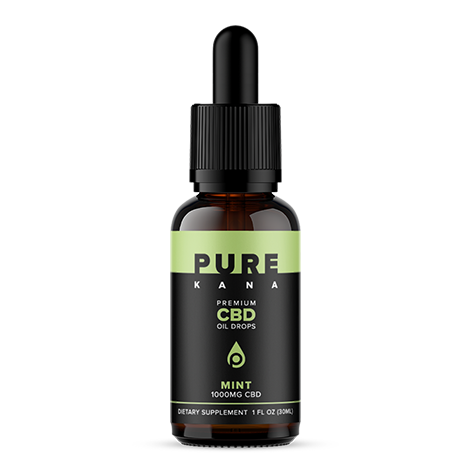 PURE
KANA
PREMIUM
CBD
OIL DROPS
MINT
1000MG CBD
DIETARY SUPPLEMENT 1 FL OZ (30ML)